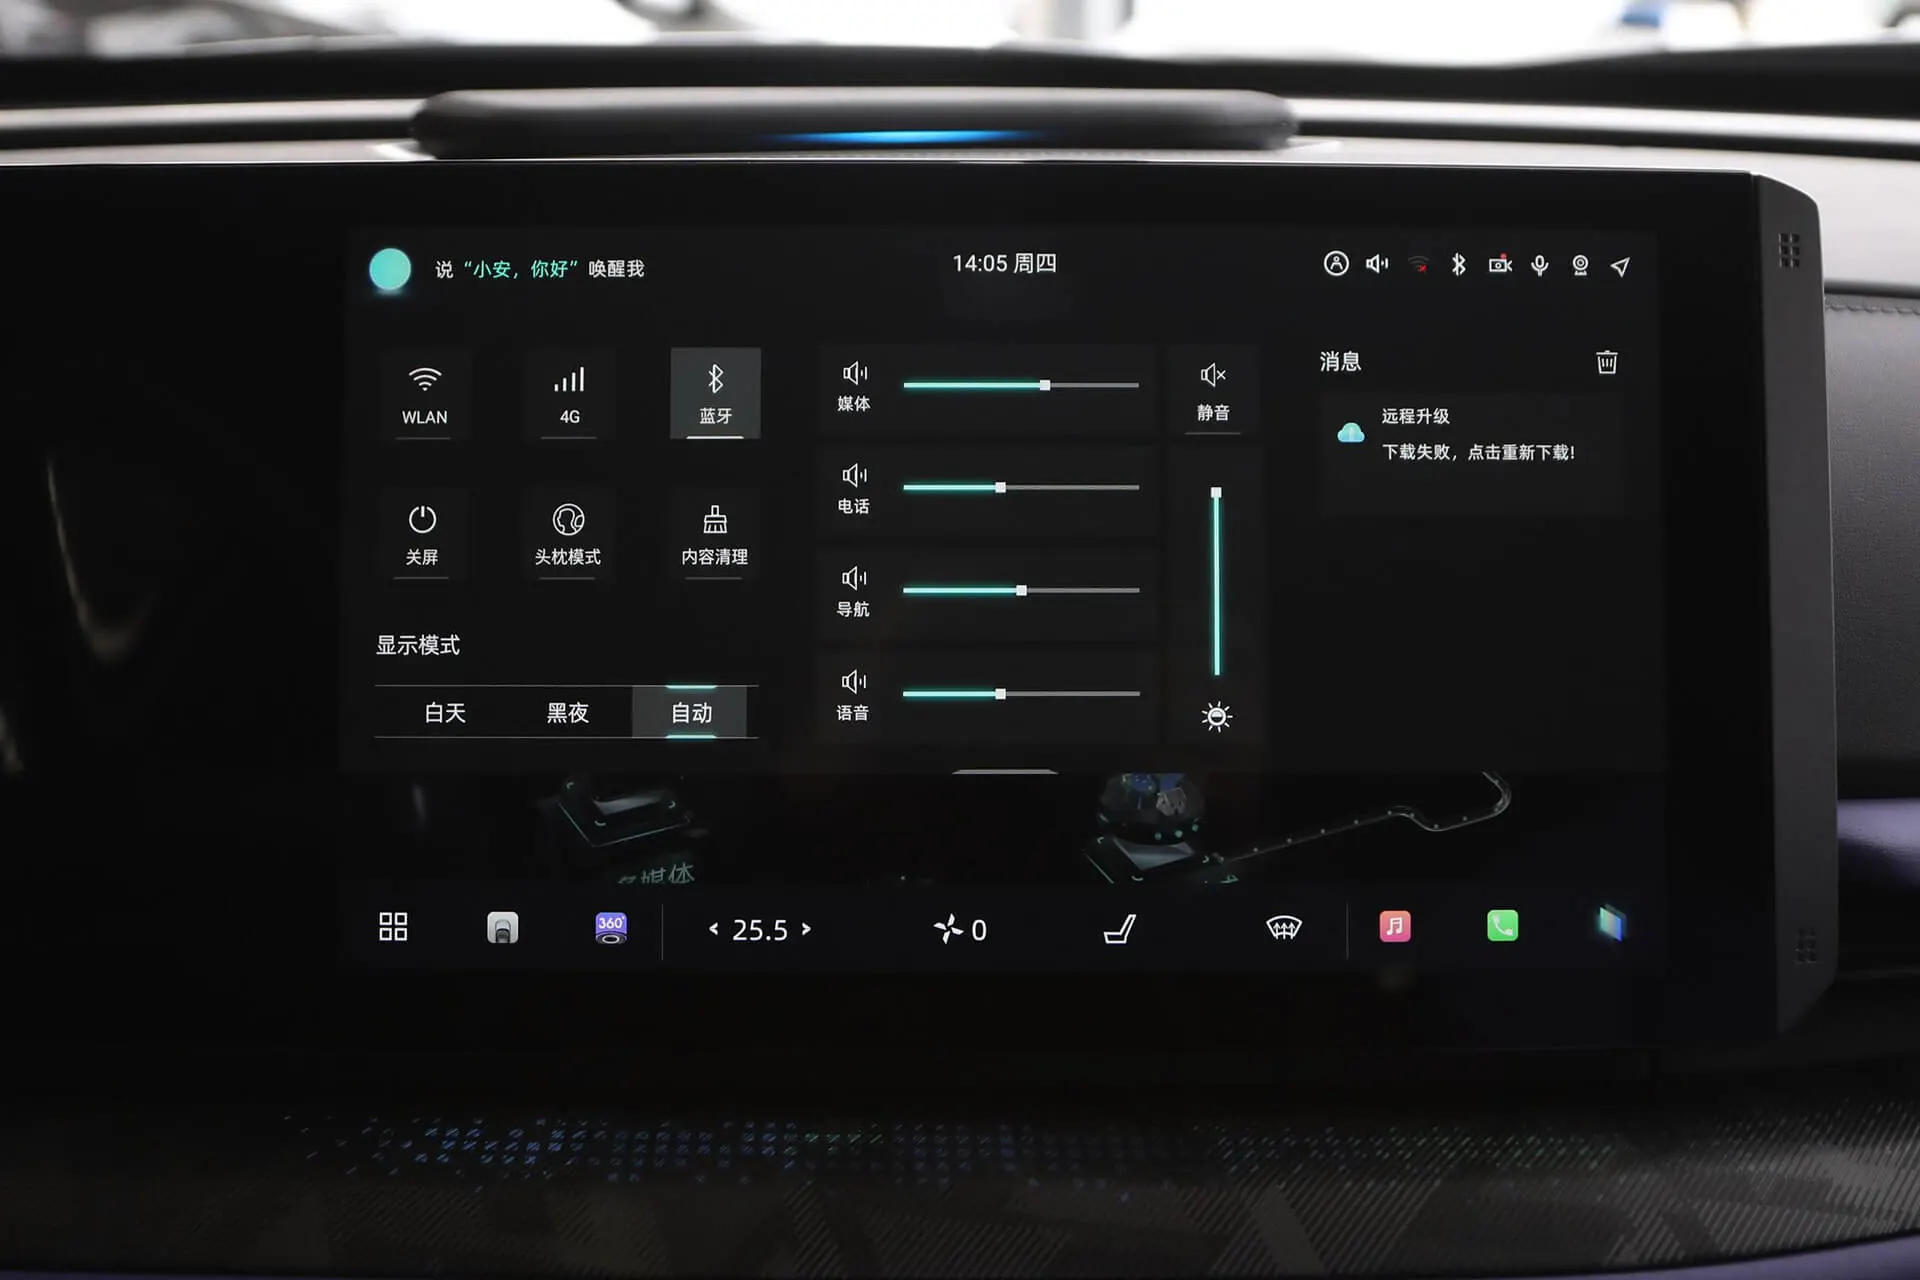 说“小安，你好”唤醒我
14:05 周四
WLAN
4G
蓝牙
关屏
头枕模式
内容清理
显示模式
白天
黑夜
自动
媒体
电话
导航
语音
静音
消息
远程升级
下载失败，点击重新下载！
多媒体
360°
< 25.5 >
0